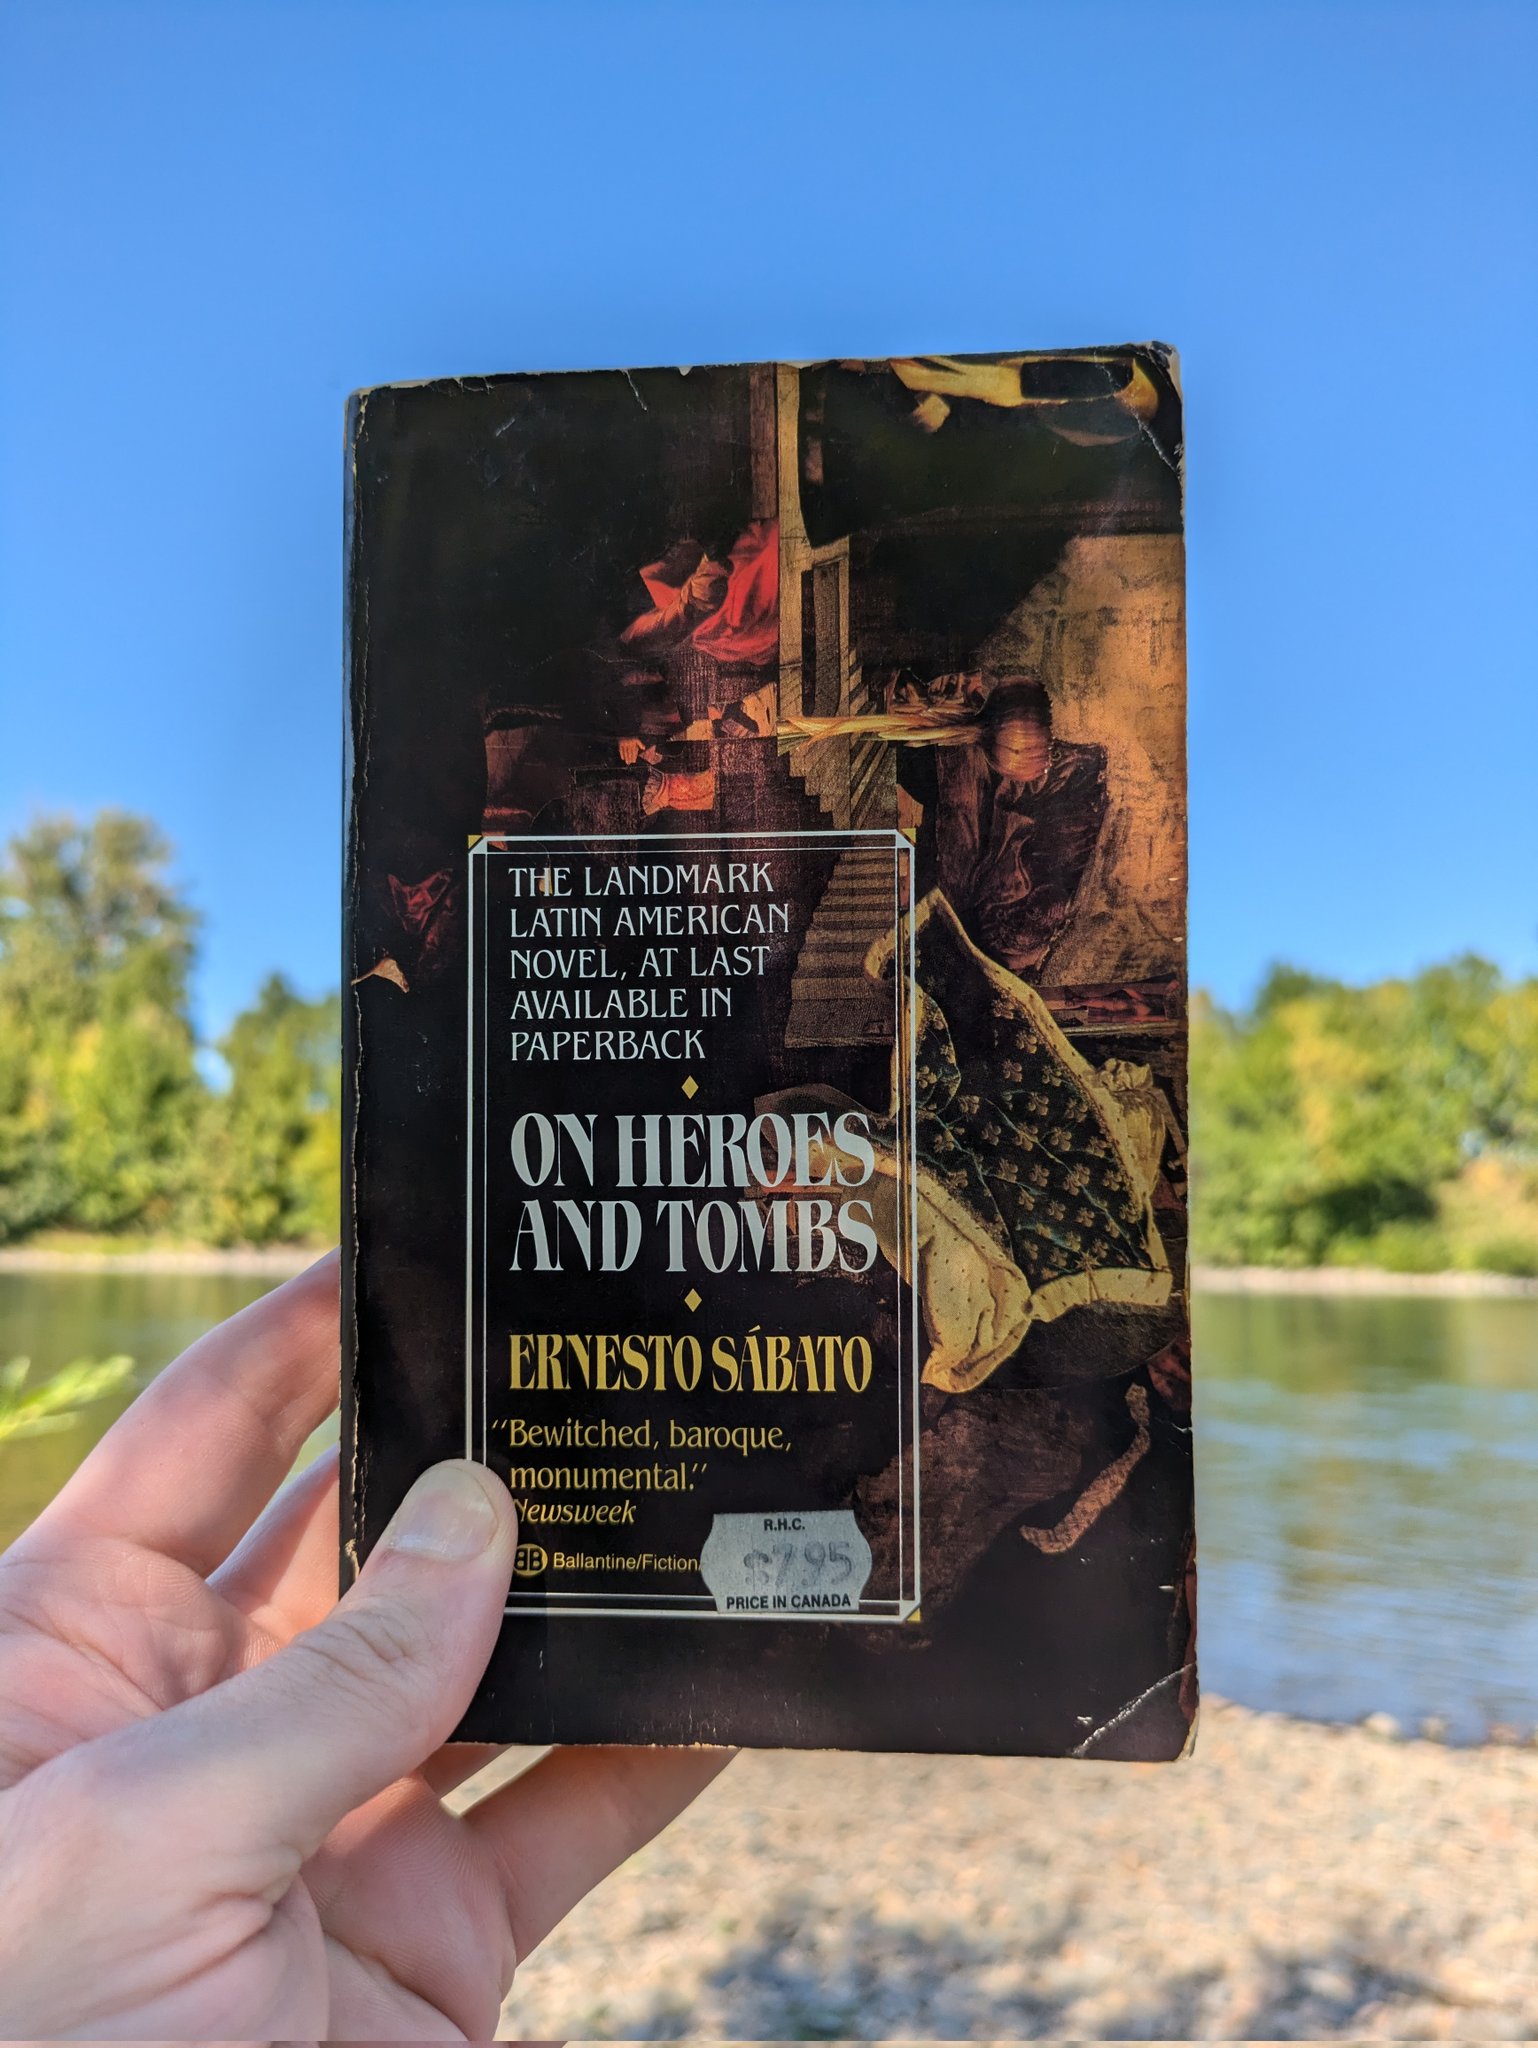 THE LANDMARK
LATIN AMERICAN
NOVEL, AT LAST
AVAILABLE IN
PAPERBACK
ON HEROES
AND TOMBS
ERNESTO SÁBATO
"Bewitched, baroque,
monumental."
Newsweek
BB Ballantine/Fiction/
R.H.C.
$7.95
PRICE IN CANADA